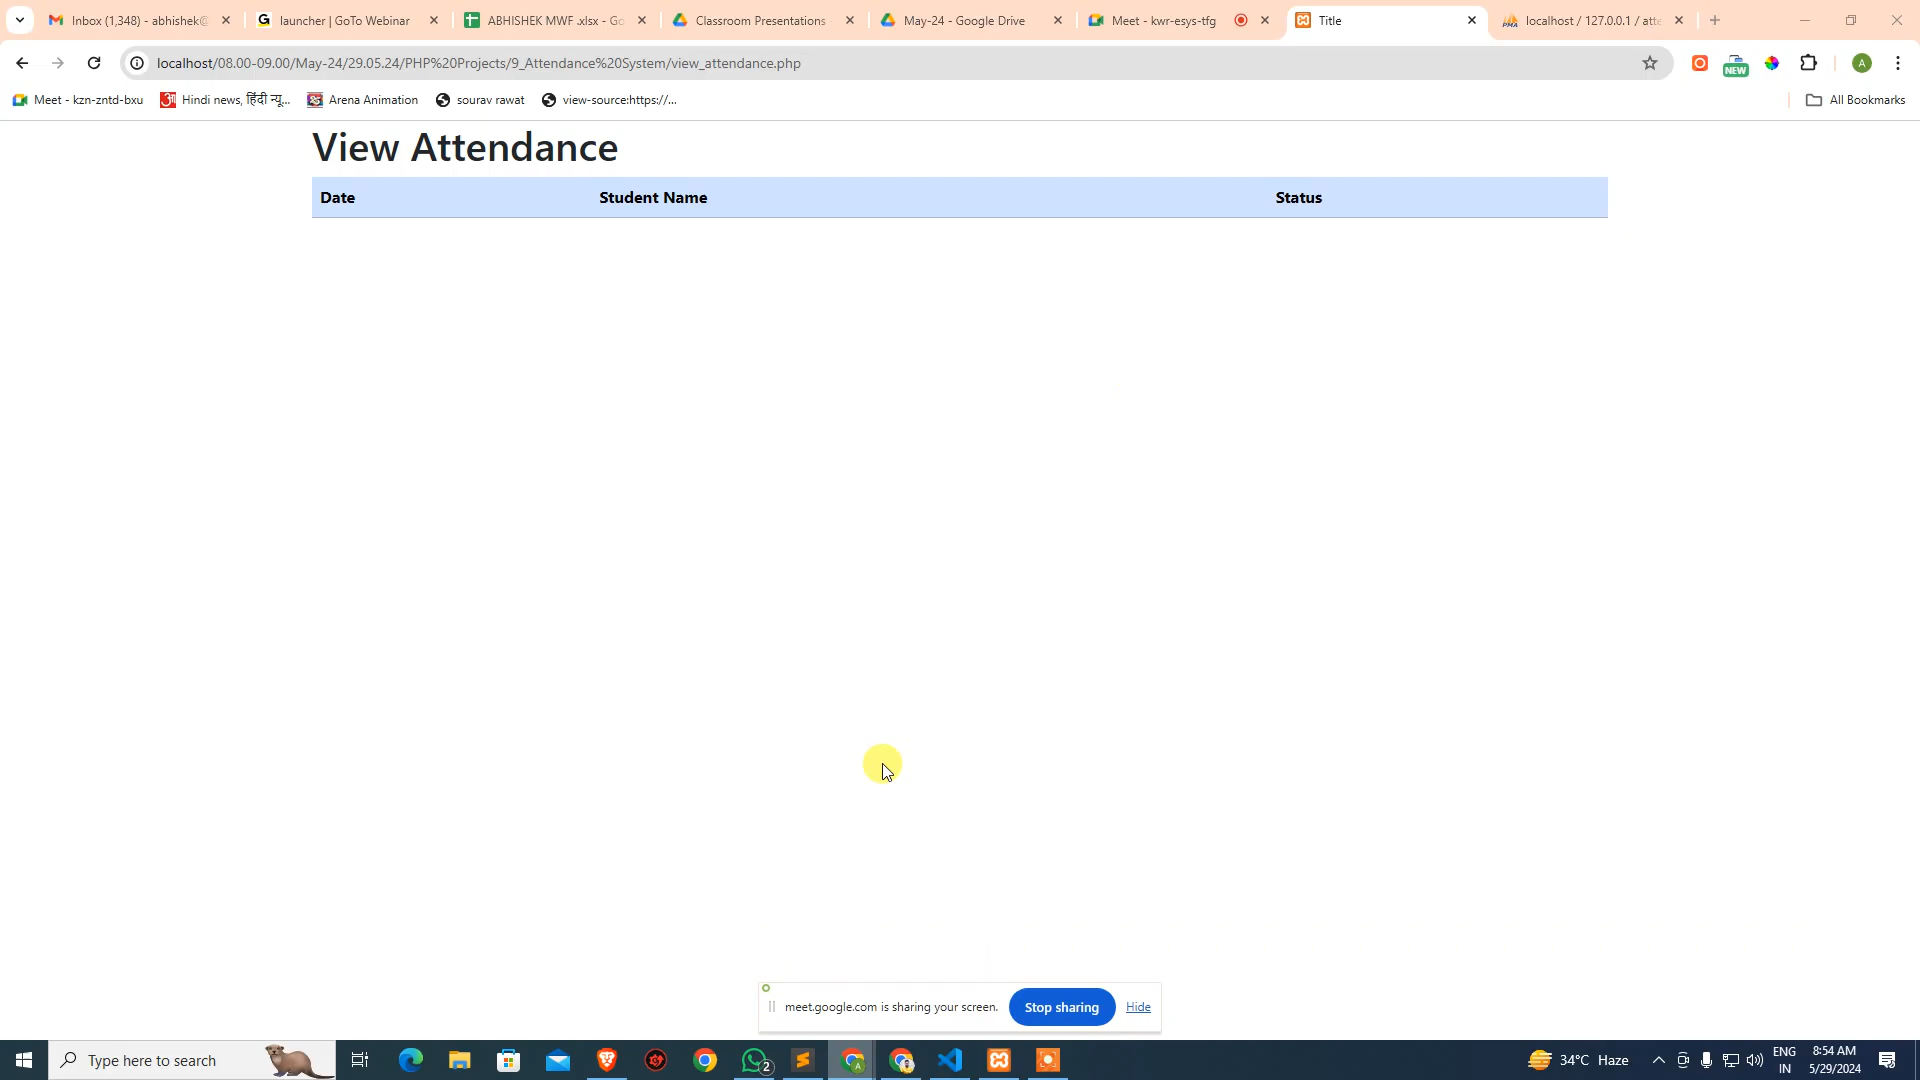 Inbox (1,348) - abhishek@
launcher | GoTo Webinar
ABHISHEK MWF .xlsx - Go
Classroom Presentations
May-24 - Google Drive
Meet - kwr-esys-tfg
Title
localhost / 127.0.0.1 / atte
localhost/08.00-09.00/May-24/29.05.24/PHP%20Projects/9_Attendance%20System/view_attendance.php
NEW
A
Meet - kzn-zntd-bxu
Hindi news, हिंदी न्यू...
Arena Animation
sourav rawat
view-source:https://...
All Bookmarks
View Attendance
Date Student Name Status
meet.google.com is sharing your screen.
Stop sharing
Hide
Type here to search
2
34°C Haze
ENG
IN
8:54 AM
5/29/2024